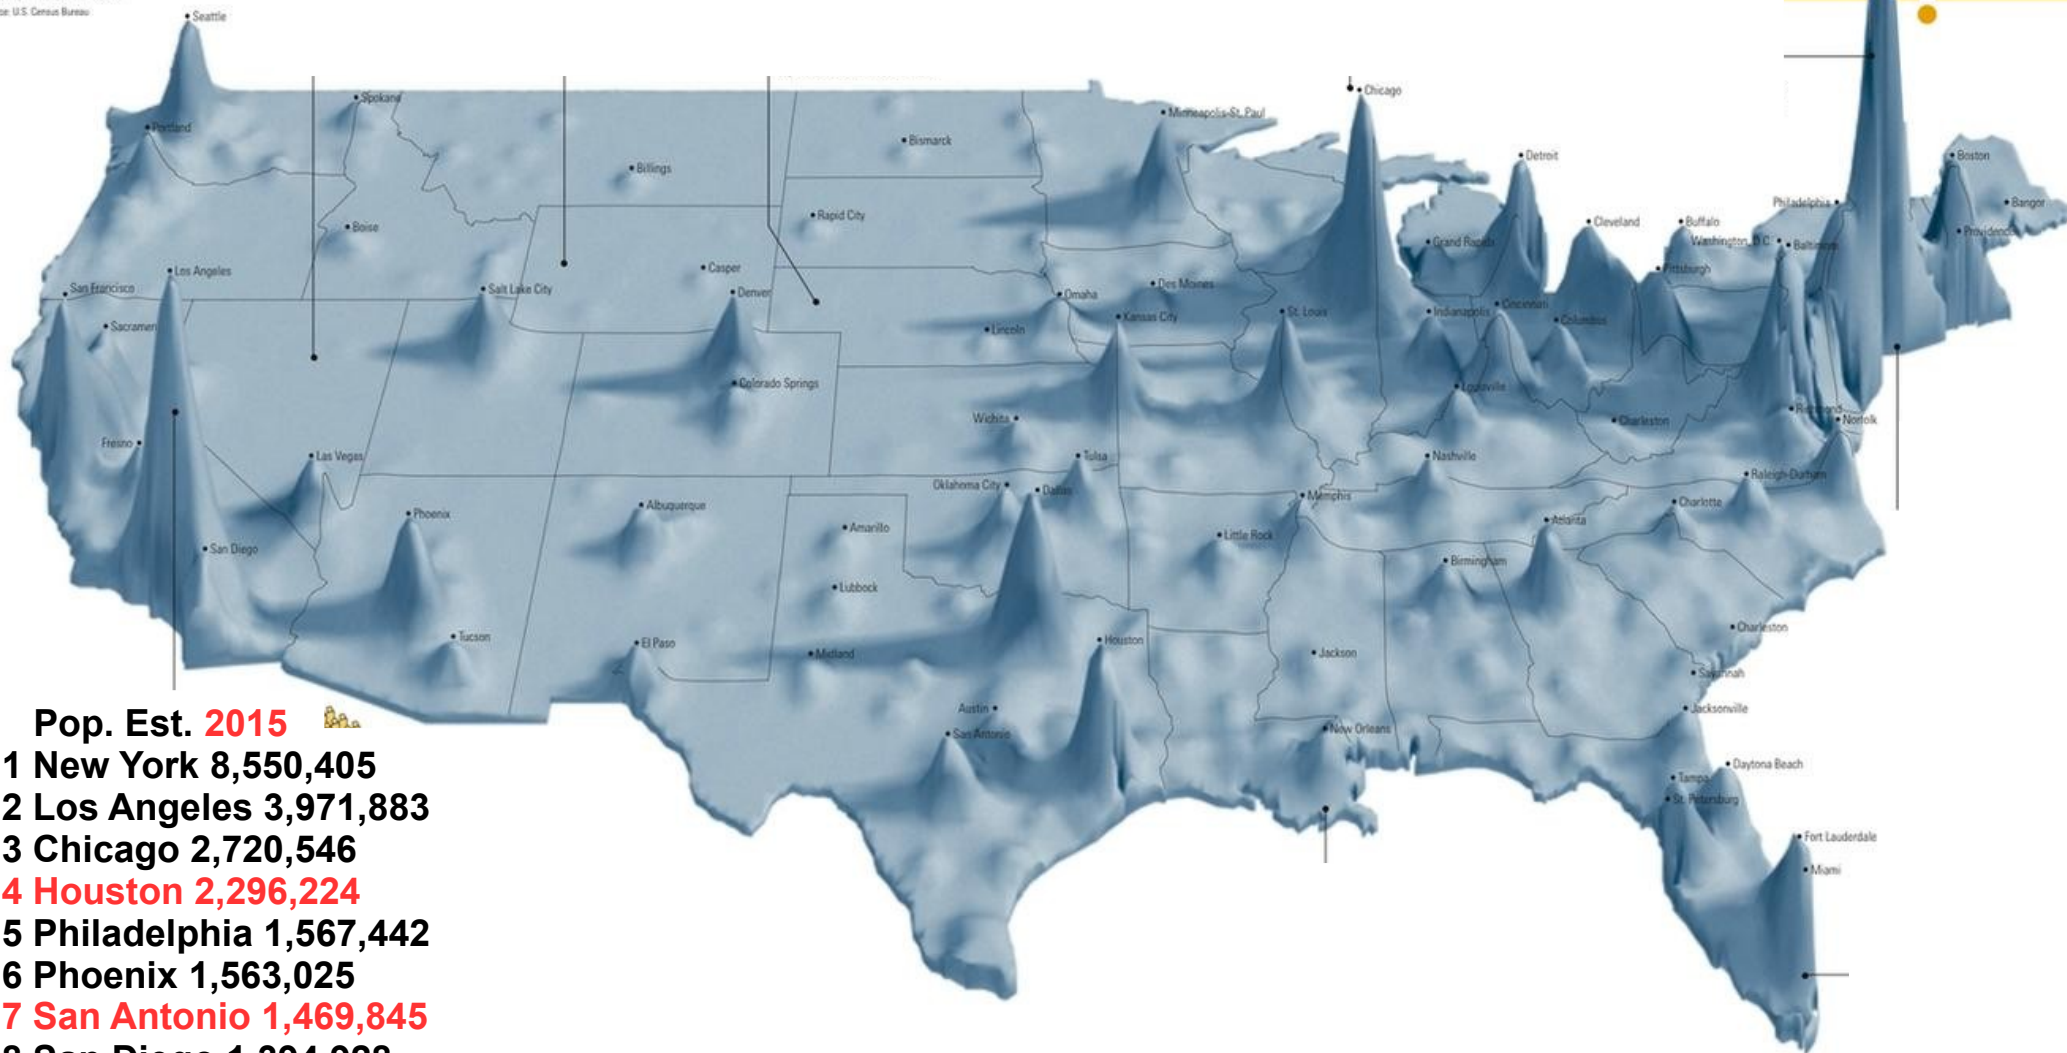 U.S. Census Bureau
Seattle
Spokane
Portland
Billings
Bismarck
Minneapolis-St. Paul
Chicago
Detroit
Boston
Bangor
Philadelphia
Providence
Boise
Rapid City
Grand Rapids
Cleveland
Buffalo
Washington, D.C.
Baltimore
Pittsburgh
Los Angeles
San Francisco
Salt Lake City
Casper
Denver
Omaha
Des Moines
Sacramen
Lincoln
Kansas City
St. Louis
Indianapolis
Cincinnati
Columbus
Colorado Springs
Louisville
Wichita
Charleston
Richmond
Norfolk
Fresno
Las Vegas
Tulsa
Nashville
Raleigh-Durham
Oklahoma City
Dallas
Memphis
Charlotte
Phoenix
Albuquerque
Amarillo
Little Rock
Atlanta
San Diego
Birmingham
Lubbock
Tucson
El Paso
Midland
Houston
Jackson
Charleston
Savannah
Austin
San Antonio
New Orleans
Jacksonville
Daytona Beach
Tampa
St. Petersburg
Fort Lauderdale
Miami
Pop. Est. 2015
1 New York 8,550,405
2 Los Angeles 3,971,883
3 Chicago 2,720,546
4 Houston 2,296,224
5 Philadelphia 1,567,442
6 Phoenix 1,563,025
7 San Antonio 1,469,845
8 San Diego 1,394,928